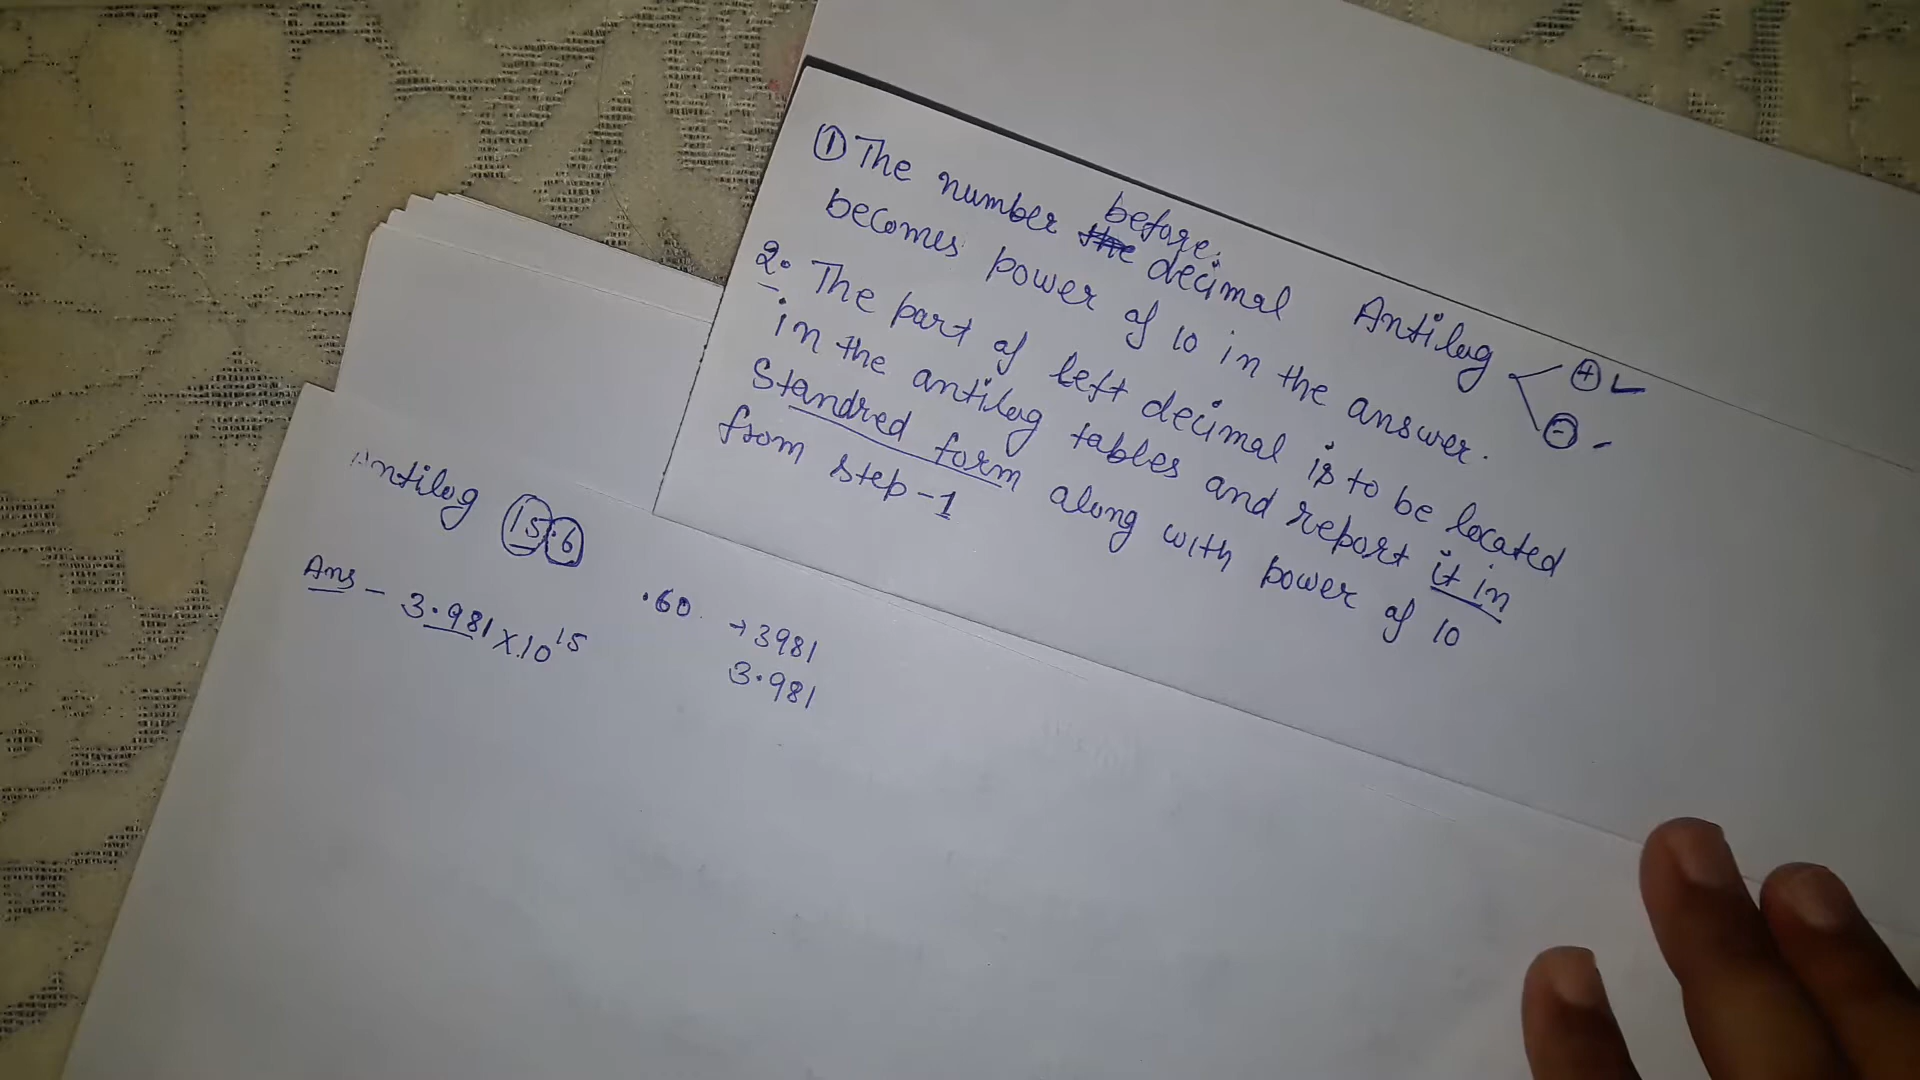 ① The number before decimal
becomes power of 10 in the answer.
2. The part of left decimal is to be located
in the antilog tables and report it in
Standred form along with power of 10
from step-1
Antilog + ✓
- -
Antilog 15.6
Ans - 3.981 X 10^15
.60 → 3981
3.981